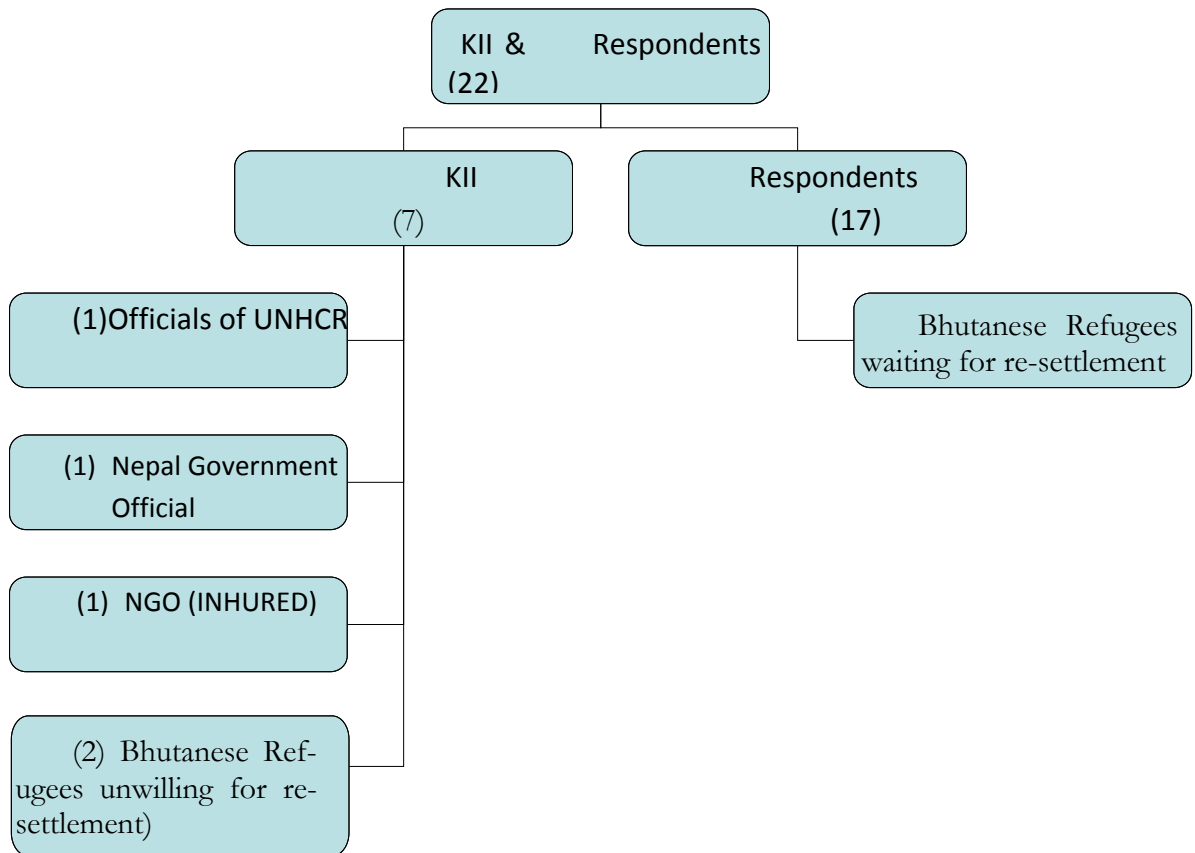 KII & Respondents
(22)
KII
(7)
Respondents
(17)
(1)Officials of UNHCR
(1) Nepal Government
Official
(1) NGO (INHURED)
(2) Bhutanese Ref-
ugees unwilling for re-
settlement)
Bhutanese Refugees
waiting for re-settlement